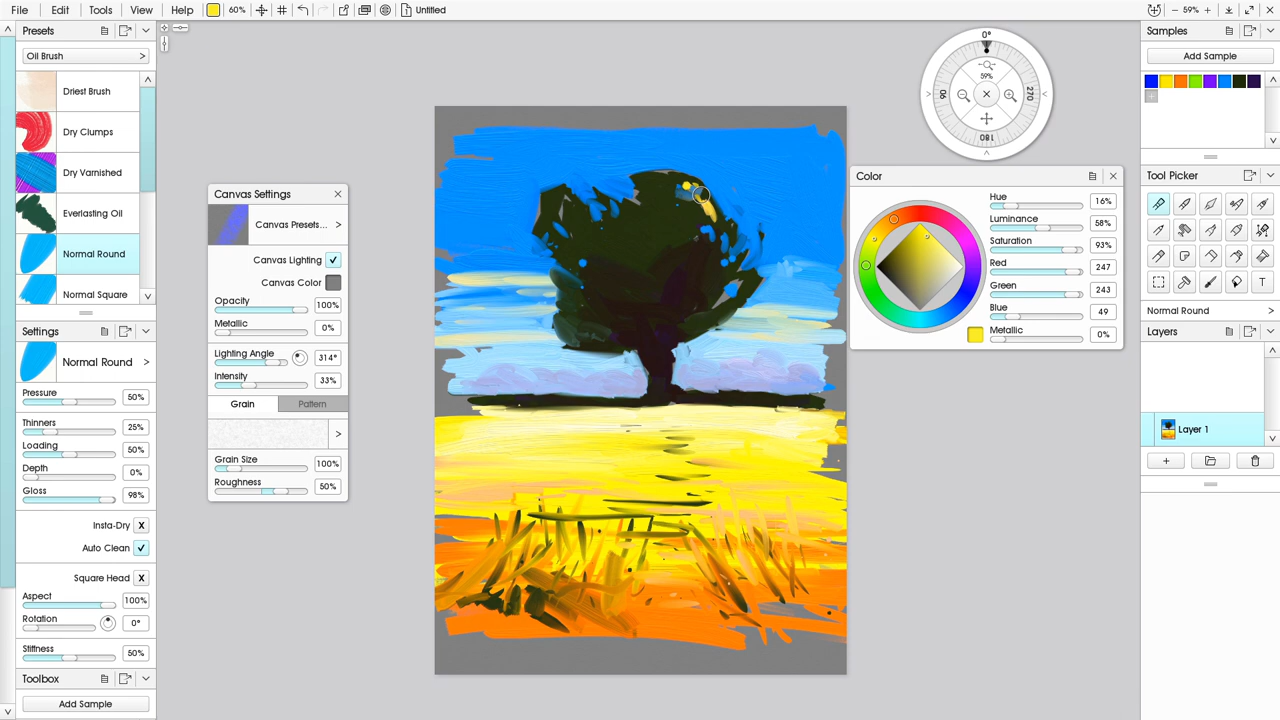 File Edit Tools View Help 60% Untitled 59%
Presets
Oil Brush >
Driest Brush
Dry Clumps
Dry Varnished
Everlasting Oil
Normal Round
Normal Square
Settings
Normal Round >
Pressure 50%
Thinners 25%
Loading 50%
Depth 0%
Gloss 98%
Insta-Dry X
Auto Clean
Square Head X
Aspect 100%
Rotation 0°
Stiffness 50%
Toolbox
Add Sample
Canvas Settings
Canvas Presets... >
Canvas Lighting
Canvas Color
Opacity 100%
Metallic 0%
Lighting Angle 314°
Intensity 33%
Grain Pattern
Grain Size 100%
Roughness 50%
0°
59%
90
270
180
Color
Hue 16%
Luminance 58%
Saturation 93%
Red 247
Green 243
Blue 49
Metallic 0%
Samples
Add Sample
Tool Picker
T
Normal Round >
Layers
Layer 1